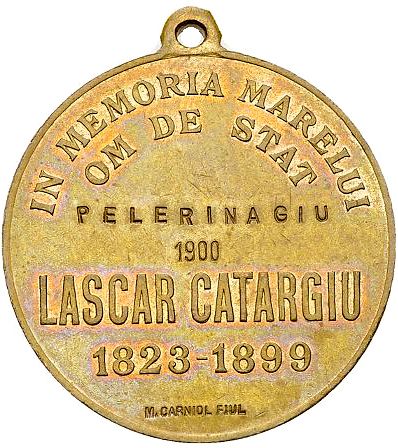 IN MEMORIA MARELUI
OM DE STAT
PELERINAGIU
1900
LASCAR CATARGIU
1823-1899
M. CARNIOL FIUL